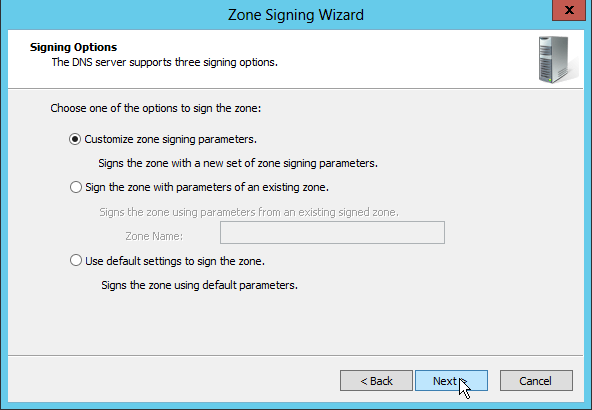 Zone Signing Wizard
x
Signing Options
The DNS server supports three signing options.
Choose one of the options to sign the zone:
Customize zone signing parameters.
Signs the zone with a new set of zone signing parameters.
Sign the zone with parameters of an existing zone.
Signs the zone using parameters from an existing signed zone.
Zone Name:
Use default settings to sign the zone.
Signs the zone using default parameters.
< Back
Next >
Cancel